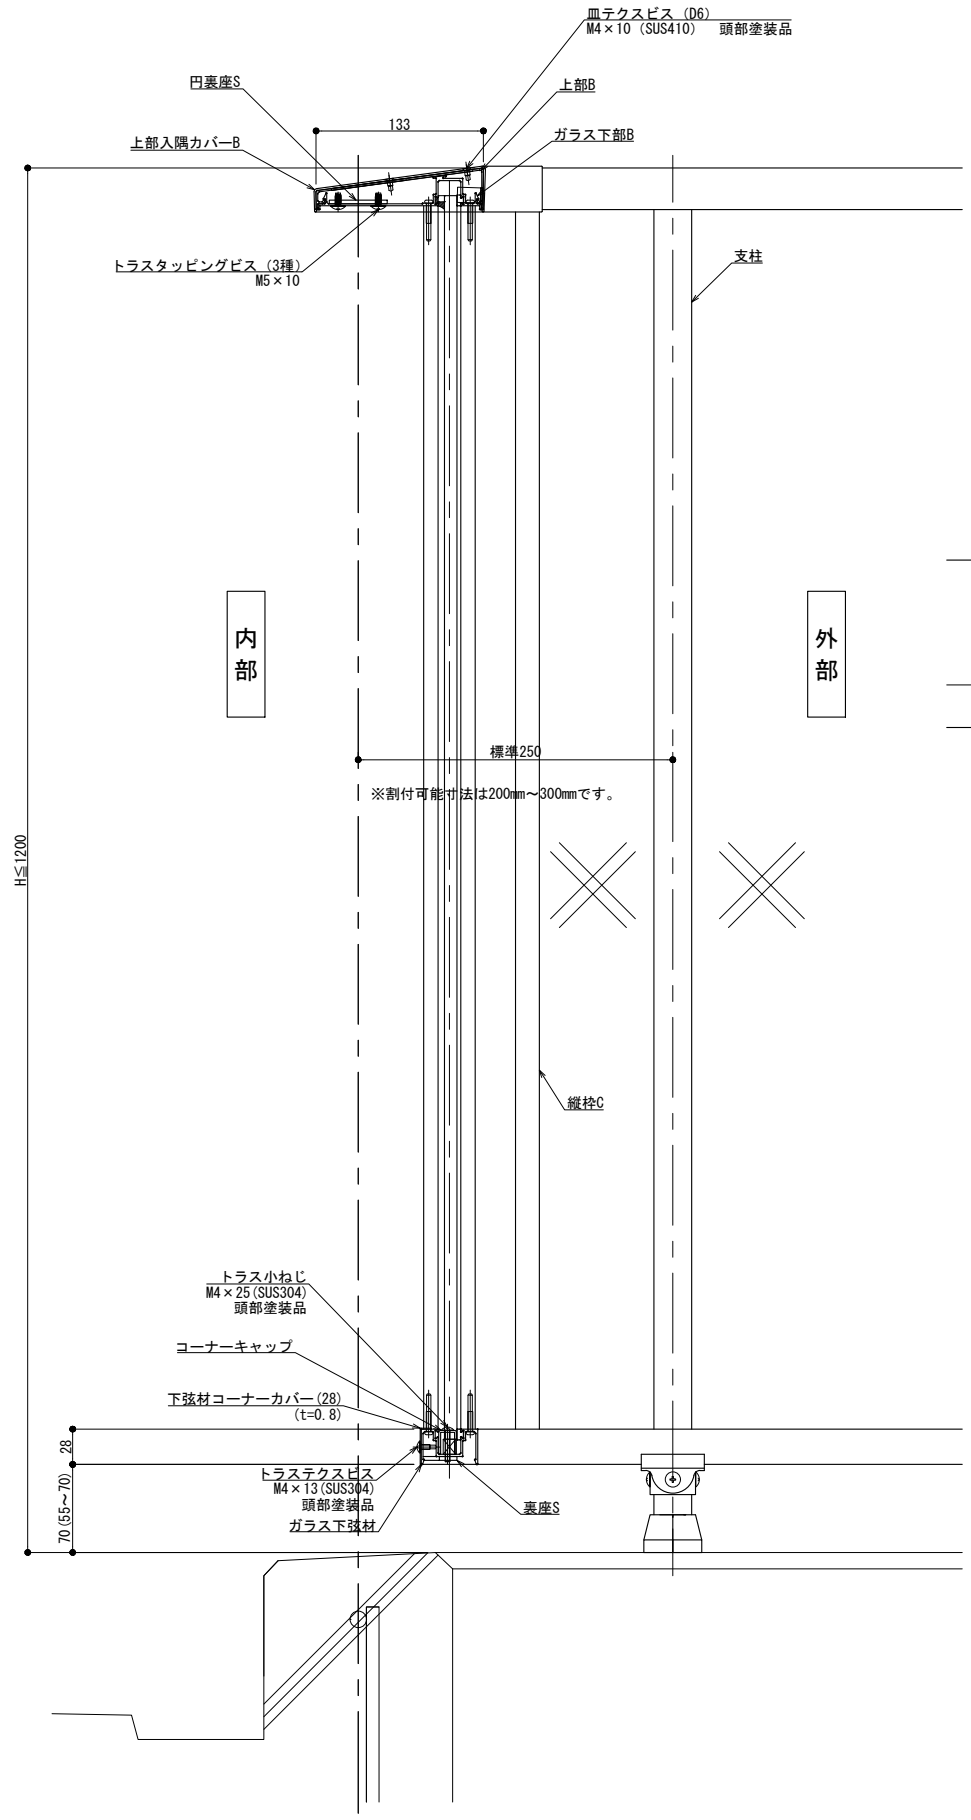 皿テクスビス (D6)
M4×10 (SUS410) 頭部塗装品
円裏座S
上部B
133
上部入隅カバーB
ガラス下部B
支柱
トラスタッピングビス (3種)
M5×10
内部
外部
標準250
※割付可能寸法は200mm～300mmです。
H≦1200
縦枠C
トラス小ねじ
M4×25(SUS304)
頭部塗装品
コーナーキャップ
下弦材コーナーカバー(28)
(t=0.8)
28
トラステクスビス
M4×13(SUS304)
頭部塗装品
裏座S
ガラス下弦材
70(55～70)